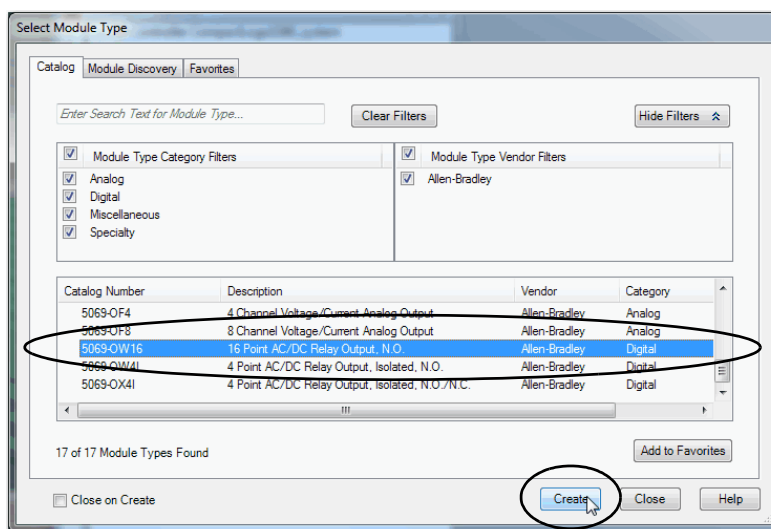 Select Module Type
Catalog Module Discovery Favorites
Enter Search Text for Module Type...
Clear Filters
Hide Filters
Module Type Category Filters
Module Type Vendor Filters
Analog
Allen-Bradley
Digital
Miscellaneous
Specialty
Catalog Number Description Vendor Category
5069-OF4 4 Channel Voltage/Current Analog Output Allen-Bradley Analog
5069-OF8 8 Channel Voltage/Current Analog Output Allen-Bradley Analog
5069-OW16 16 Point AC/DC Relay Output, N.O. Allen-Bradley Digital
5069-OW4I 4 Point AC/DC Relay Output, Isolated, N.O. Allen-Bradley Digital
5069-OX4I 4 Point AC/DC Relay Output, Isolated, N.O./N.C. Allen-Bradley Digital
17 of 17 Module Types Found
Add to Favorites
Close on Create
Create
Close
Help